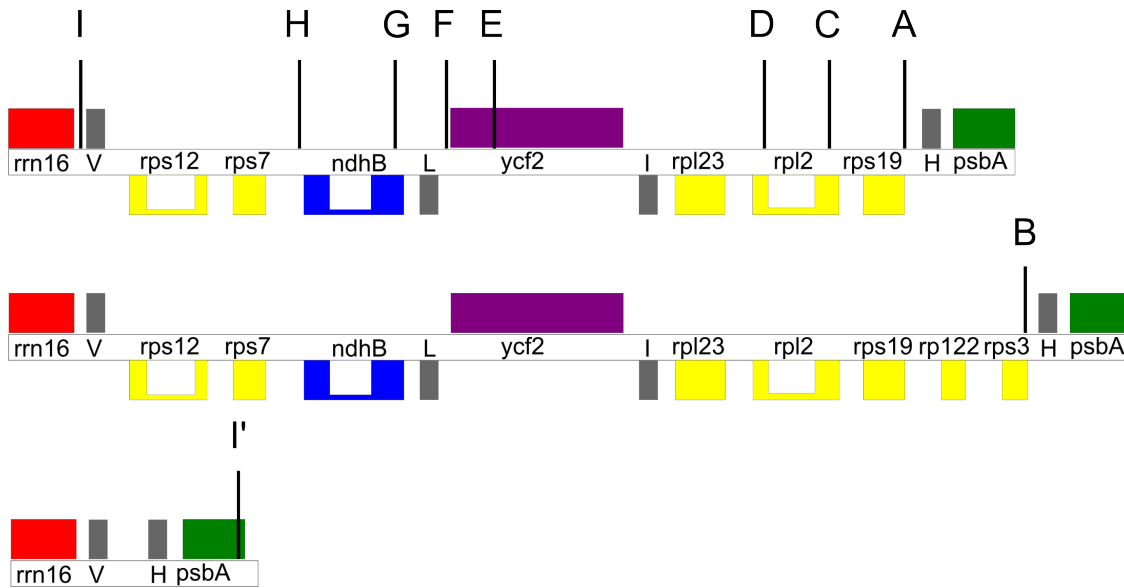 I H G F E D C A
rrn16 V rps12 rps7 ndhB L ycf2 I rpl23 rpl2 rps19 H psbA
B
rrn16 V rps12 rps7 ndhB L ycf2 I rpl23 rpl2 rps19 rp122 rps3 H psbA
I'
rrn16 V H psbA